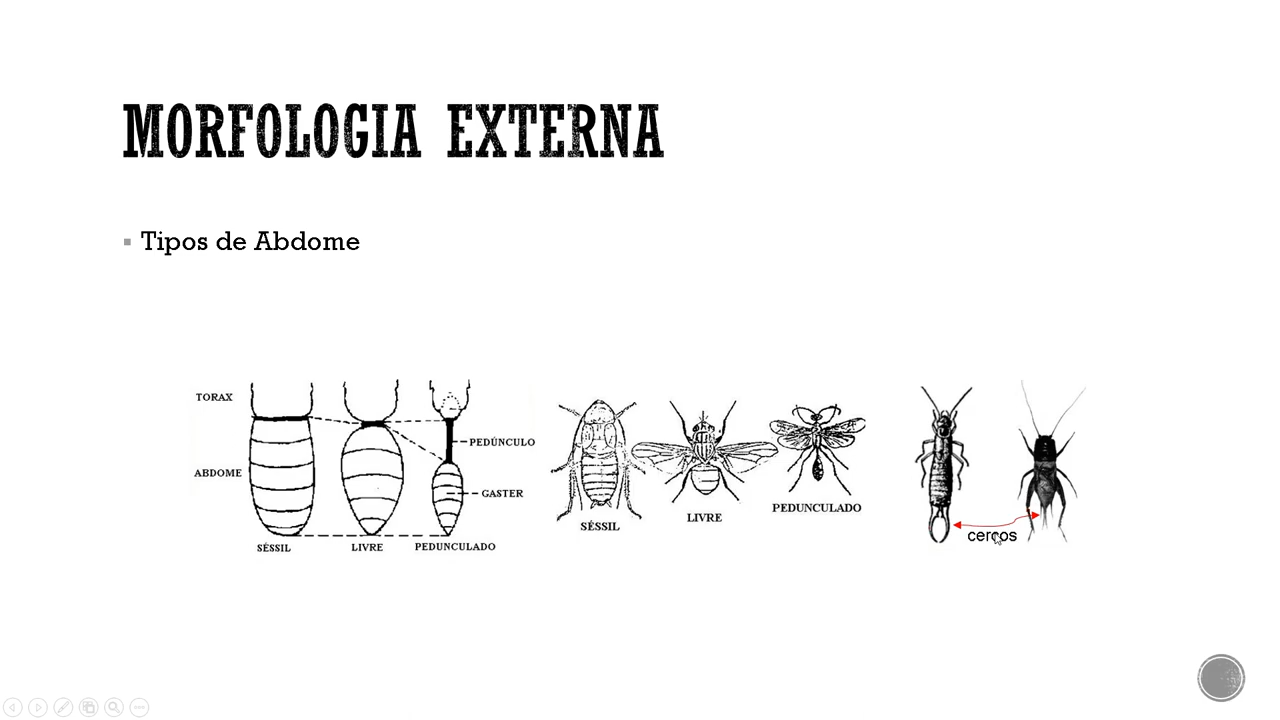 MORFOLOGIA EXTERNA
Tipos de Abdome
TORAX
ABDOME
PEDÚNCULO
GASTER
SÉSSIL
LIVRE
PEDUNCULADO
SÉSSIL
LIVRE
PEDUNCULADO
cercos